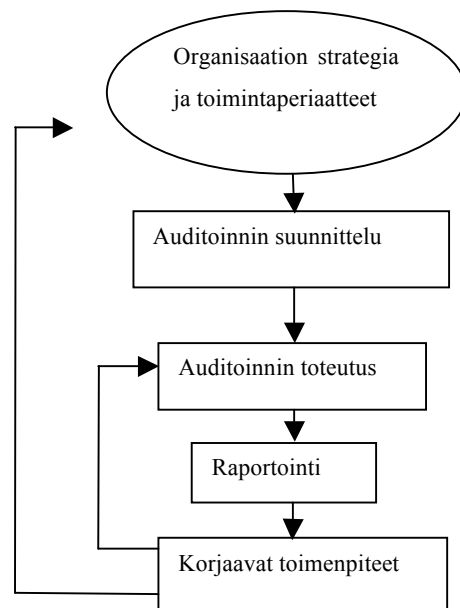 Organisaation strategia
ja toimintaperiaatteet
Auditoinnin suunnittelu
Auditoinnin toteutus
Raportointi
Korjaavat toimenpiteet